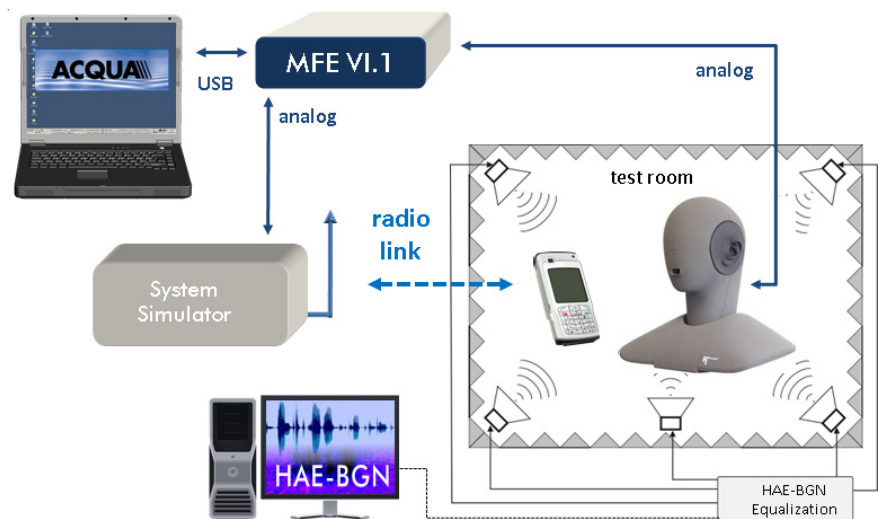 ACQUA
USB
MFE VI.1
analog
analog
test room
radio
link
System
Simulator
HAE-BGN
HAE-BGN
Equalization